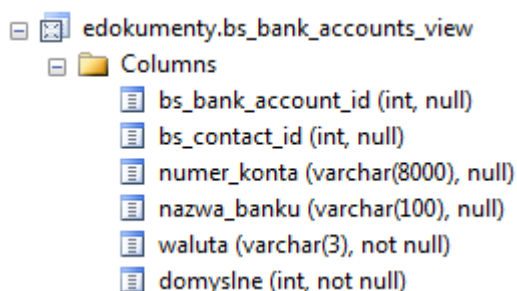 edokumenty.bs_bank_accounts_view
Columns
bs_bank_account_id (int, null)
bs_contact_id (int, null)
numer_konta (varchar(8000), null)
nazwa_banku (varchar(100), null)
waluta (varchar(3), not null)
domyslne (int, not null)